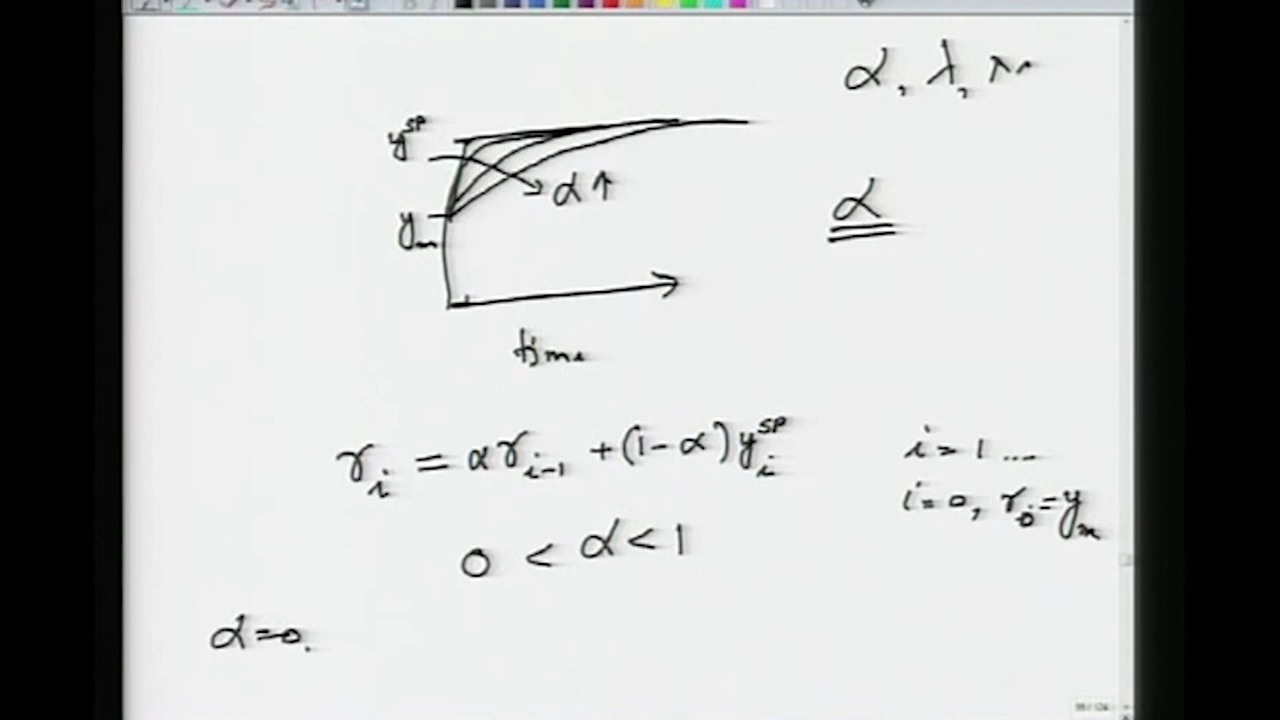 α, λ,
y^SP
α ↑
α
y_m
time
r_i = α r_{i-1} + (1-α) y_i^SP
i = 1 ...
i = 0, r_0 = y_m
0 < α < 1
α = 0.